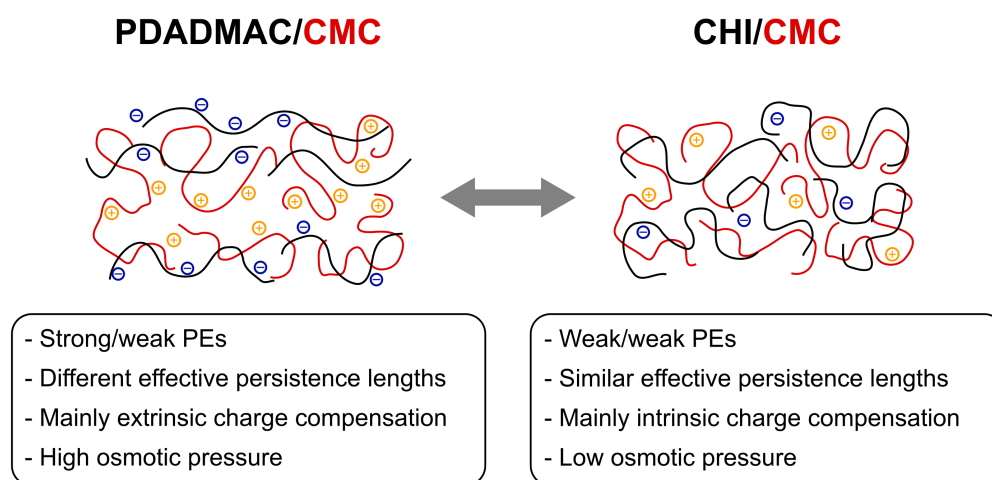 PDADMAC/CMC
CHI/CMC
- Strong/weak PEs
- Different effective persistence lengths
- Mainly extrinsic charge compensation
- High osmotic pressure
- Weak/weak PEs
- Similar effective persistence lengths
- Mainly intrinsic charge compensation
- Low osmotic pressure